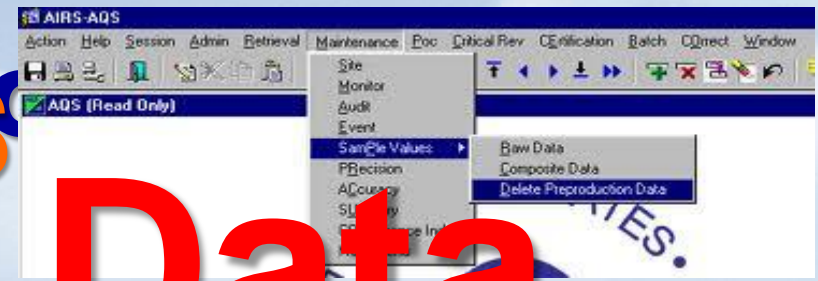 AIRS-AQS
Action Help Session Admin Retrieval Maintenance Poc Critical Rev CErtification Batch COrrect Window
Site
Monitor
AQS (Read Only)
Audit
Event
SamPle Values
Raw Data
PRecision
Composite Data
ACcuracy
Delete Preproduction Data
ATES.
Data